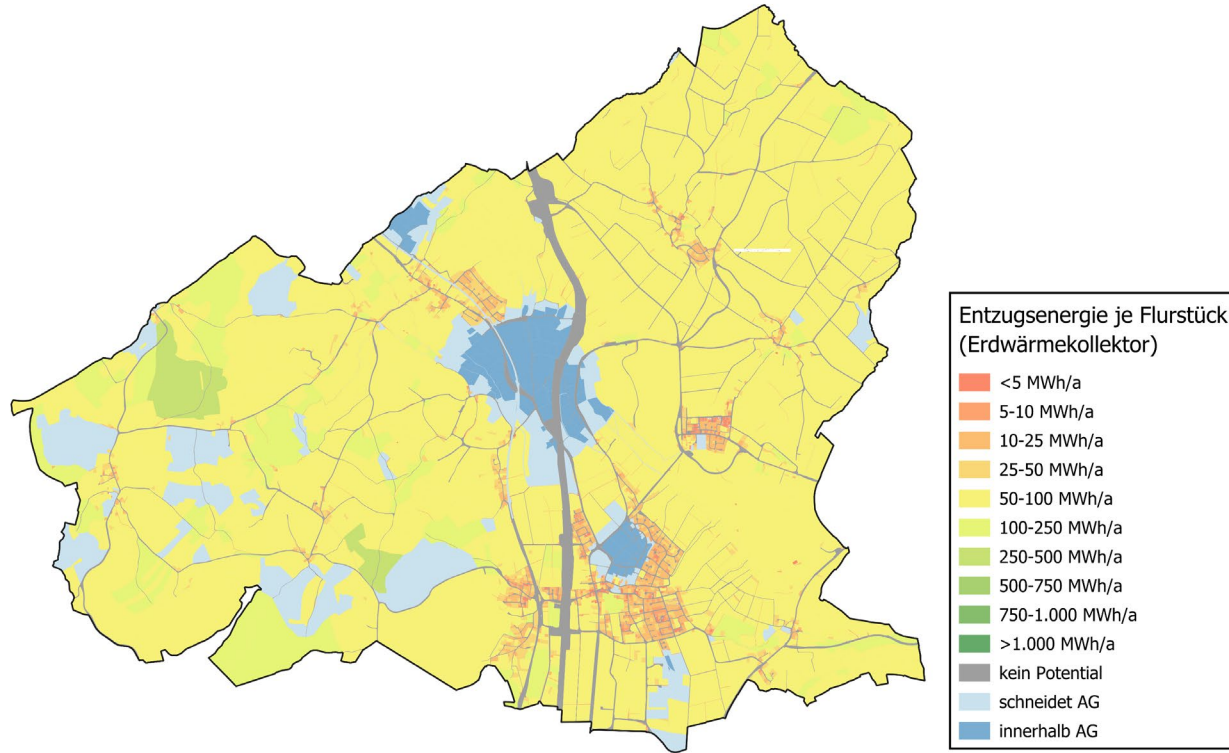 Entzugsenergie je Flurstück
(Erdwärmekollektor)
<5 MWh/a
5-10 MWh/a
10-25 MWh/a
25-50 MWh/a
50-100 MWh/a
100-250 MWh/a
250-500 MWh/a
500-750 MWh/a
750-1.000 MWh/a
>1.000 MWh/a
kein Potential
schneidet AG
innerhalb AG